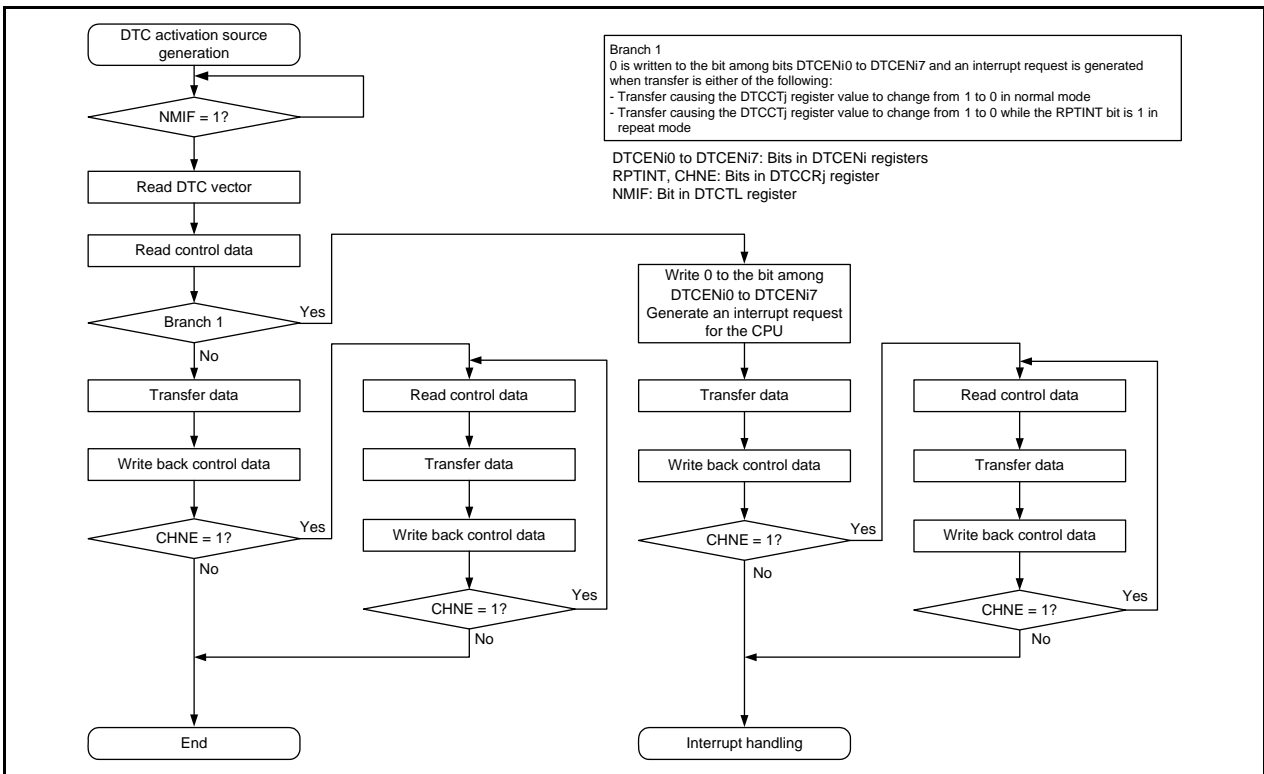 DTC activation source
generation
NMIF = 1?
Read DTC vector
Read control data
Branch 1
Yes
No
Transfer data
Write back control data
CHNE = 1?
Yes
No
End
Read control data
Transfer data
Write back control data
CHNE = 1?
Yes
No
Branch 1
0 is written to the bit among bits DTCENi0 to DTCENi7 and an interrupt request is generated
when transfer is either of the following:
- Transfer causing the DTCCTj register value to change from 1 to 0 in normal mode
- Transfer causing the DTCCTj register value to change from 1 to 0 while the RPTINT bit is 1 in
repeat mode
DTCENi0 to DTCENi7: Bits in DTCENi registers
RPTINT, CHNE: Bits in DTCCRj register
NMIF: Bit in DTCTL register
Write 0 to the bit among
DTCENi0 to DTCENi7
Generate an interrupt request
for the CPU
Transfer data
Write back control data
CHNE = 1?
Yes
No
Interrupt handling
Read control data
Transfer data
Write back control data
CHNE = 1?
Yes
No